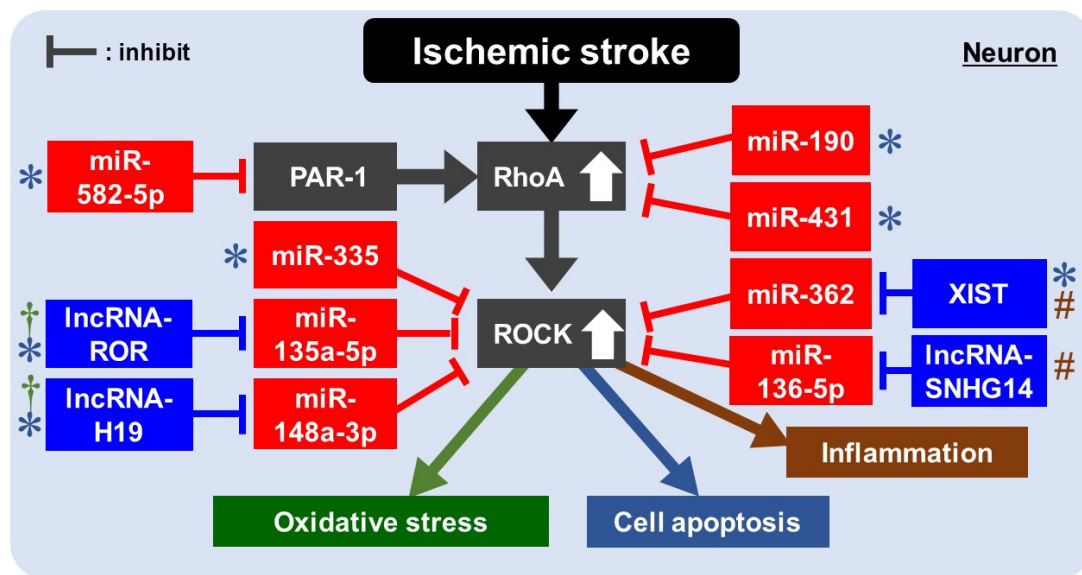 : inhibit
Ischemic stroke
Neuron
*
miR-
582-5p
PAR-1
RhoA
miR-190
*
miR-431
*
*
miR-335
miR-362
XIST
*
#
†
*
lncRNA-
ROR
miR-
135a-5p
ROCK
miR-
136-5p
lncRNA-
SNHG14
#
†
*
lncRNA-
H19
miR-
148a-3p
Inflammation
Oxidative stress
Cell apoptosis